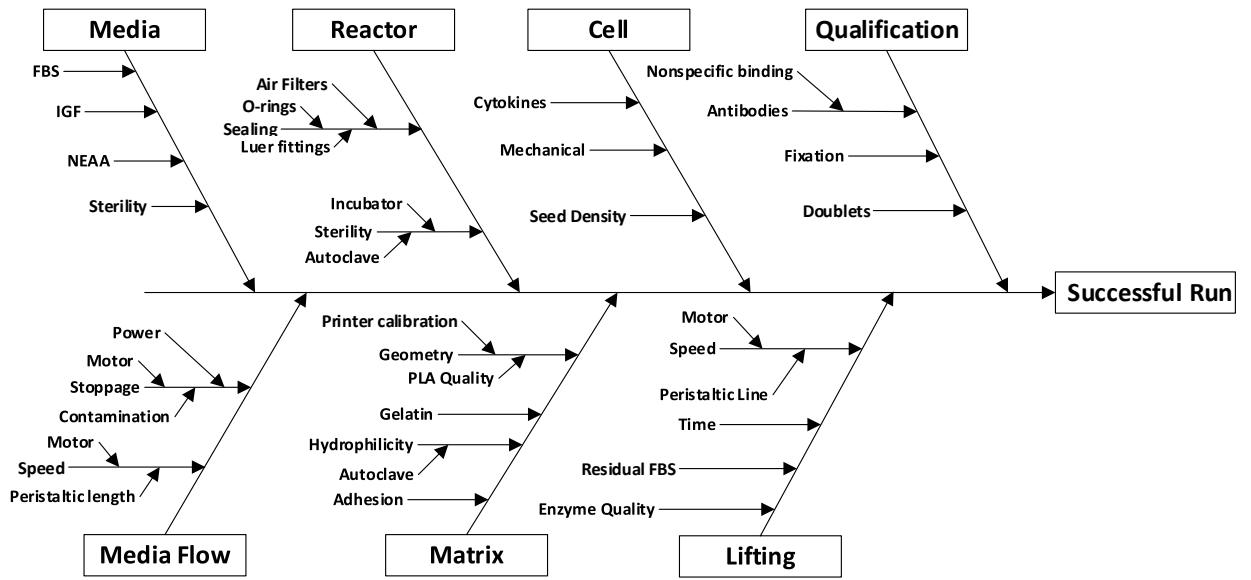 Media
Reactor
Cell
Qualification
FBS
IGF
NEAA
Sterility
Air Filters
O-rings
Sealing
Luer fittings
Incubator
Sterility
Autoclave
Cytokines
Mechanical
Seed Density
Nonspecific binding
Antibodies
Fixation
Doublets
Successful Run
Power
Motor
Stoppage
Contamination
Motor
Speed
Peristaltic length
Printer calibration
Geometry
PLA Quality
Gelatin
Hydrophilicity
Autoclave
Adhesion
Motor
Speed
Peristaltic Line
Time
Residual FBS
Enzyme Quality
Media Flow
Matrix
Lifting